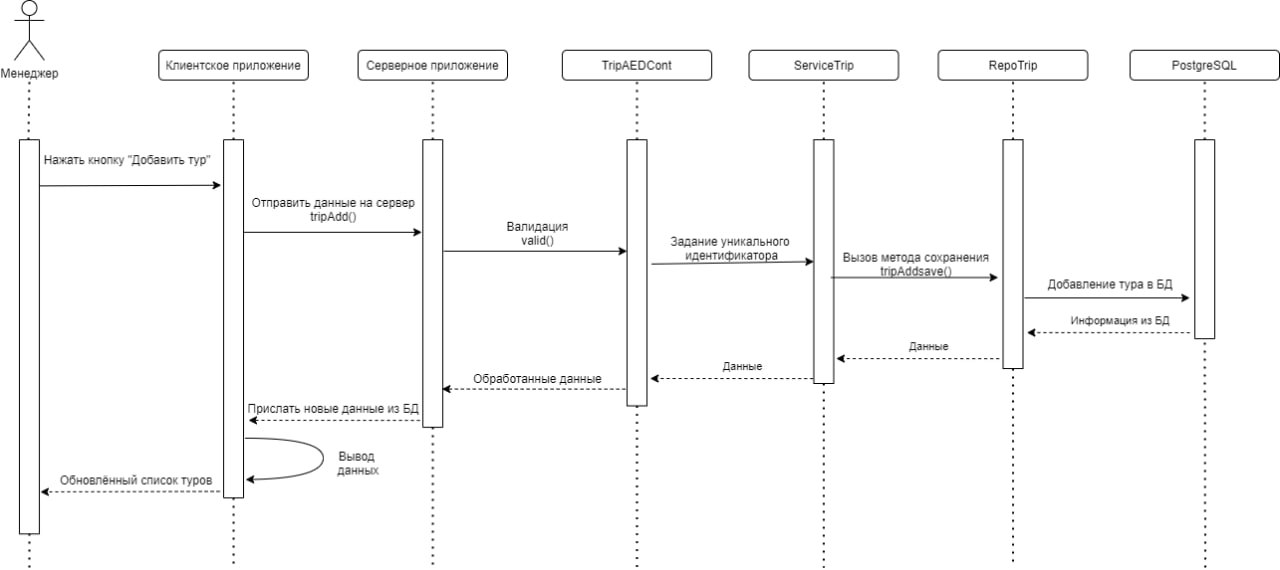 Менеджер
Клиентское приложение
Серверное приложение
TripAEDCont
ServiceTrip
RepoTrip
PostgreSQL
Нажать кнопку "Добавить тур"
Отправить данные на сервер
tripAdd()
Валидация
valid()
Задание уникального
идентификатора
Вызов метода сохранения
tripAddsave()
Добавление тура в БД
Информация из БД
Данные
Данные
Обработанные данные
Прислать новые данные из БД
Вывод
данных
Обновлённый список туров